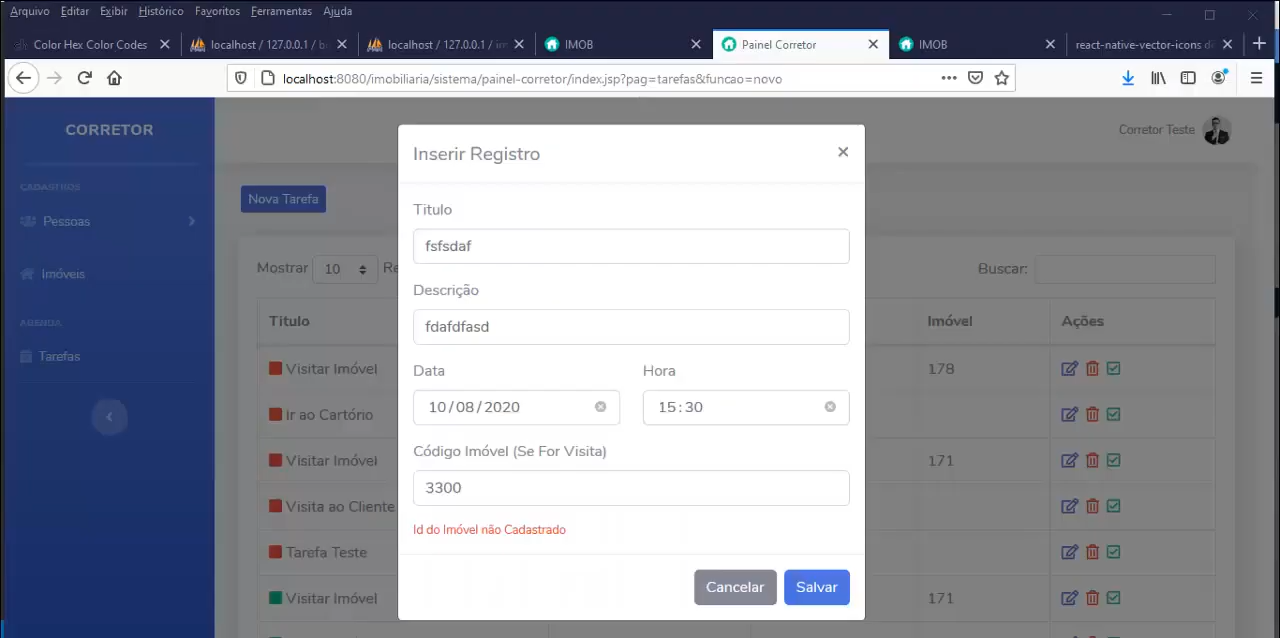 Arquivo Editar Exibir Histórico Favoritos Ferramentas Ajuda
Color Hex Color Codes
localhost / 127.0.0.1 / b
localhost / 127.0.0.1 / in
IMOB
Painel Corretor
IMOB
react-native-vector-icons di
localhost:8080/imobiliaria/sistema/painel-corretor/index.jsp?pag=tarefas&funcao=novo
CORRETOR
Corretor Teste
CADASTROS
Pessoas
Imóveis
AGENDA
Tarefas
Nova Tarefa
Mostrar 10 Re
Buscar:
Titulo
Imóvel
Ações
Visitar Imóvel
178
Ir ao Cartório
Visitar Imóvel
171
Visita ao Cliente
Tarefa Teste
Visitar Imóvel
171
Inserir Registro
Titulo
fsfsdaf
Descrição
fdafdfasd
Data
Hora
10/08/2020
15:30
Código Imóvel (Se For Visita)
3300
Id do Imóvel não Cadastrado
Cancelar
Salvar